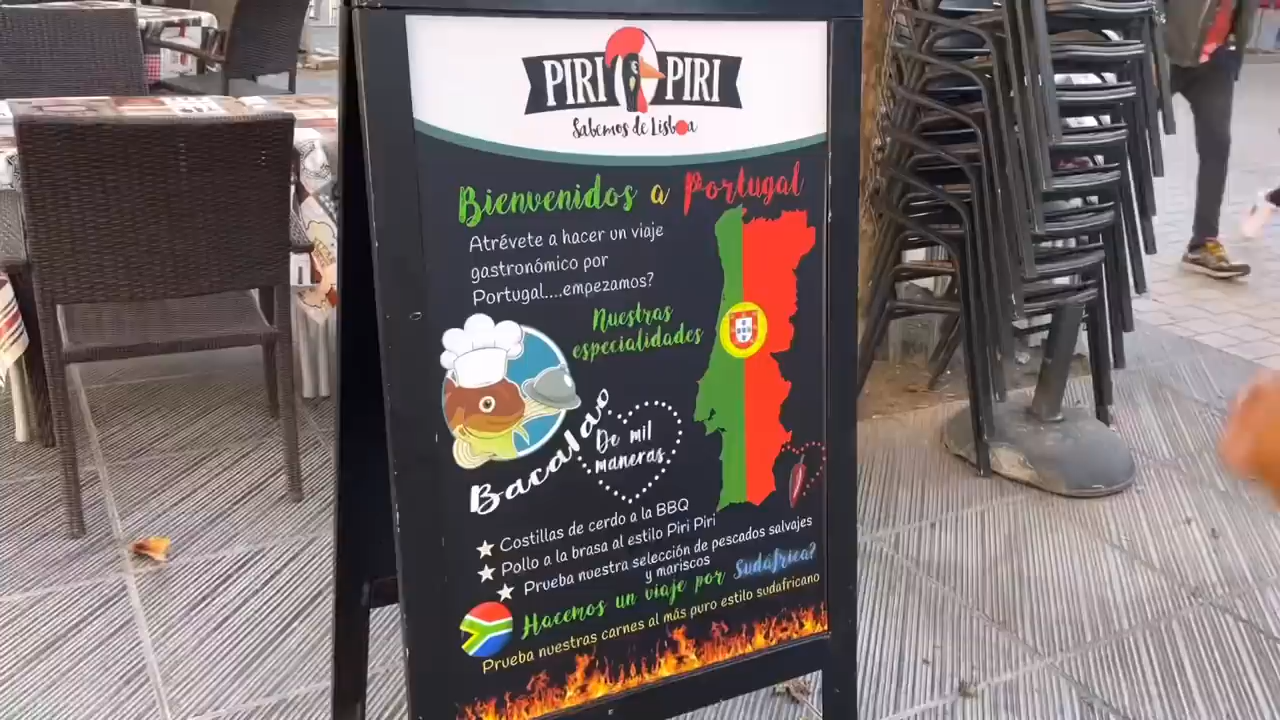 PIRI PIRI
Sabemos de Lisboa
Bienvenidos a Portugal
Atrévete a hacer un viaje
gastronómico por
Portugal....empezamos?
Nuestras
especialidades
Bacalao
De mil
maneras
Costillas de cerdo a la BBQ
Pollo a la brasa al estilo Piri Piri
Prueba nuestra selección de pescados salvajes
y mariscos
Hacemos un viaje por Sudáfrica?
Prueba nuestras carnes al más puro estilo sudafricano